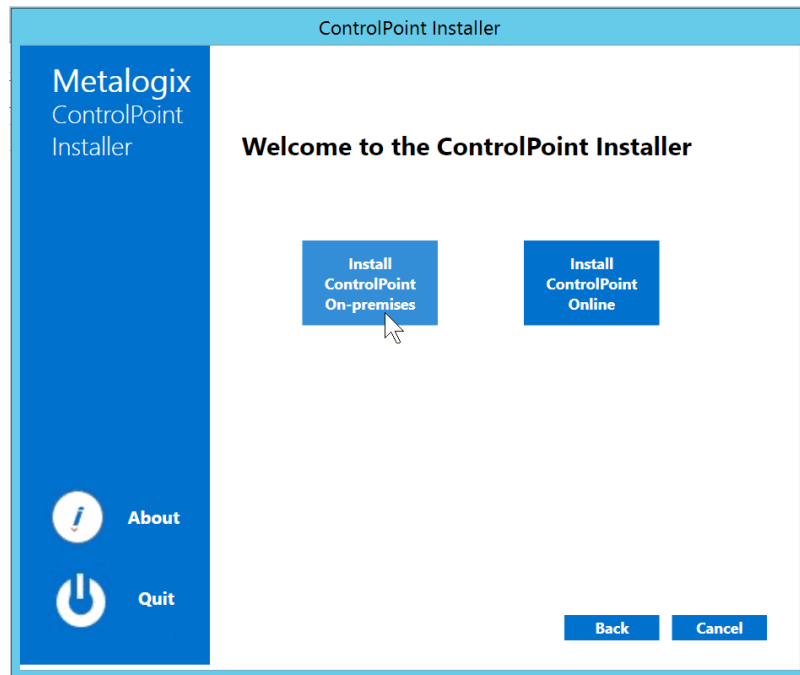 ControlPoint Installer
Metalogix
ControlPoint
Installer
Welcome to the ControlPoint Installer
Install
ControlPoint
On-premises
Install
ControlPoint
Online
About
Quit
Back
Cancel